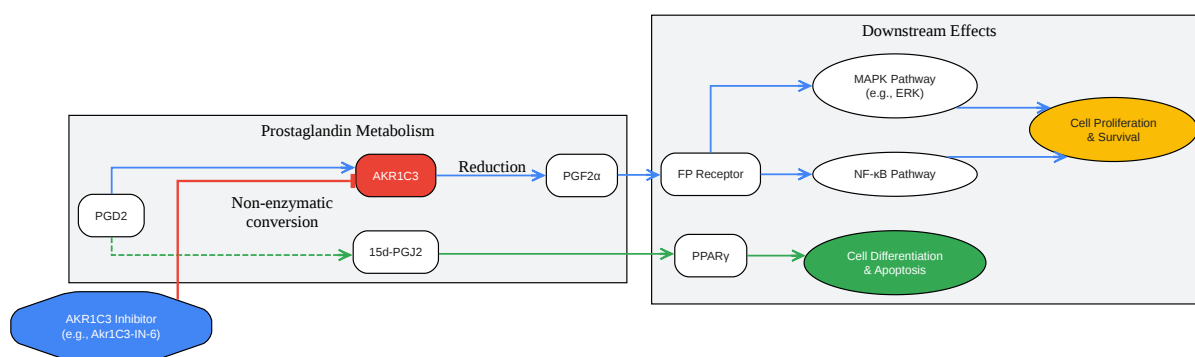 Downstream Effects
MAPK Pathway
(e.g., ERK)
Cell Proliferation
& Survival
Prostaglandin Metabolism
AKR1C3
Reduction
PGF2α
FP Receptor
NF-κB Pathway
PGD2
Non-enzymatic
conversion
15d-PGJ2
PPARγ
Cell Differentiation
& Apoptosis
AKR1C3 Inhibitor
(e.g., Akr1C3-IN-6)